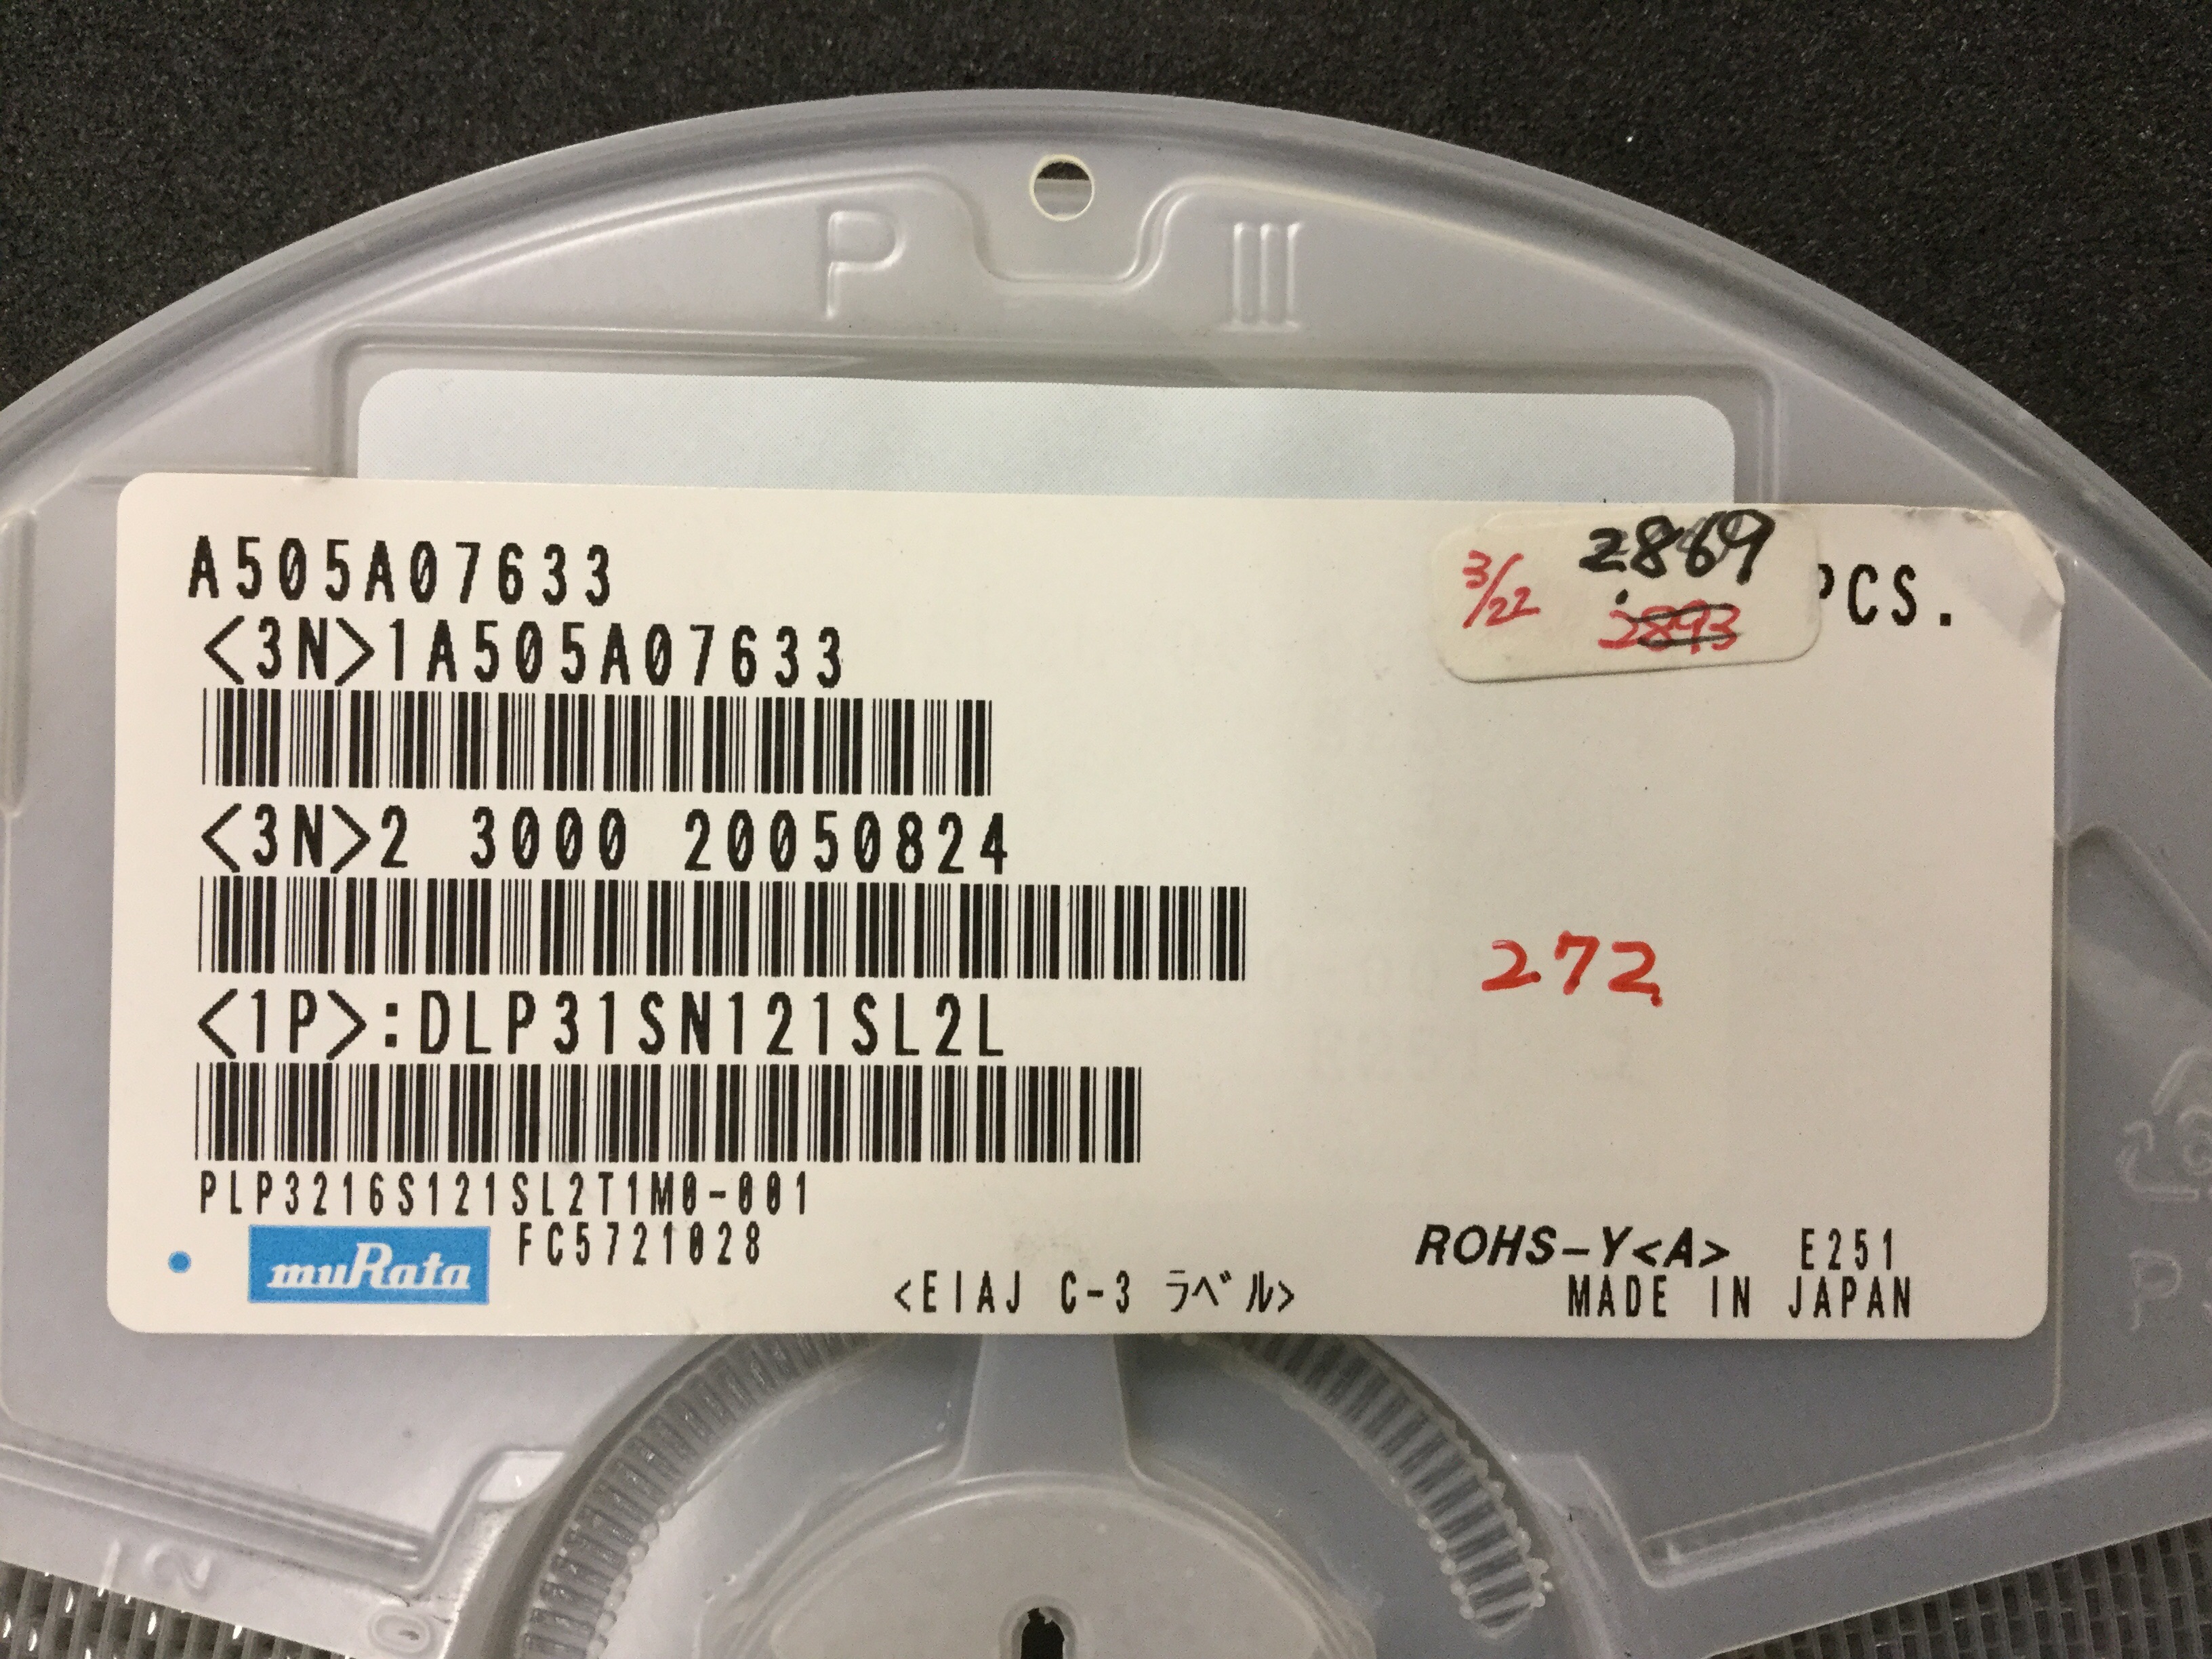 P III
A505A07633
3/22 2869
2893
PCS.
<3N>1A505A07633
<3N>2 3000 20050824
272
<1P>:DLP31SN121SL2L
PLP3216S121SL2T1M0-001
muRata FC5721028
ROHS-Y<A> E251
<EIAJ C-3 ラベル>
MADE IN JAPAN